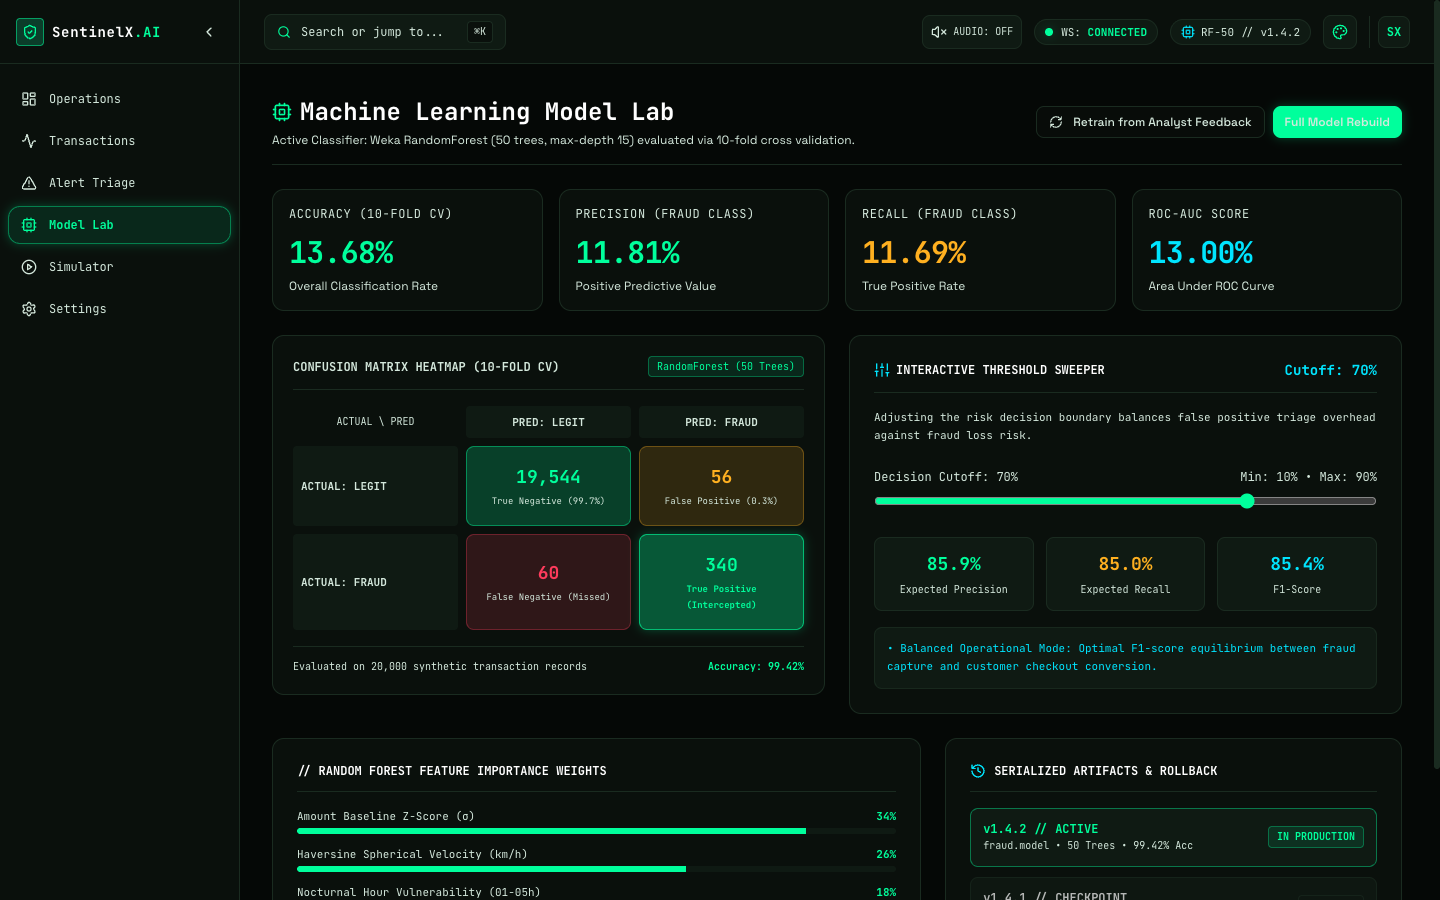 SentinelX.AI
Search or jump to...
⌘K
AUDIO: OFF
WS: CONNECTED
RF-50 // v1.4.2
SX
Operations
Transactions
Alert Triage
Model Lab
Simulator
Settings
Machine Learning Model Lab
Active Classifier: Weka RandomForest (50 trees, max-depth 15) evaluated via 10-fold cross validation.
Retrain from Analyst Feedback
Full Model Rebuild
ACCURACY (10-FOLD CV)
13.68%
Overall Classification Rate
PRECISION (FRAUD CLASS)
11.81%
Positive Predictive Value
RECALL (FRAUD CLASS)
11.69%
True Positive Rate
ROC-AUC SCORE
13.00%
Area Under ROC Curve
CONFUSION MATRIX HEATMAP (10-FOLD CV)
RandomForest (50 Trees)
ACTUAL \ PRED
PRED: LEGIT
PRED: FRAUD
ACTUAL: LEGIT
19,544
True Negative (99.7%)
56
False Positive (0.3%)
ACTUAL: FRAUD
60
False Negative (Missed)
340
True Positive
(Intercepted)
Evaluated on 20,000 synthetic transaction records
Accuracy: 99.42%
INTERACTIVE THRESHOLD SWEEPER
Cutoff: 70%
Adjusting the risk decision boundary balances false positive triage overhead
against fraud loss risk.
Decision Cutoff: 70%
Min: 10% • Max: 90%
85.9%
Expected Precision
85.0%
Expected Recall
85.4%
F1-Score
• Balanced Operational Mode: Optimal F1-score equilibrium between fraud
capture and customer checkout conversion.
// RANDOM FOREST FEATURE IMPORTANCE WEIGHTS
Amount Baseline Z-Score (σ)
34%
Haversine Spherical Velocity (km/h)
26%
Nocturnal Hour Vulnerability (01-05h)
18%
SERIALIZED ARTIFACTS & ROLLBACK
v1.4.2 // ACTIVE
fraud.model • 50 Trees • 99.42% Acc
IN PRODUCTION
v1.4.1 // CHECKPOINT